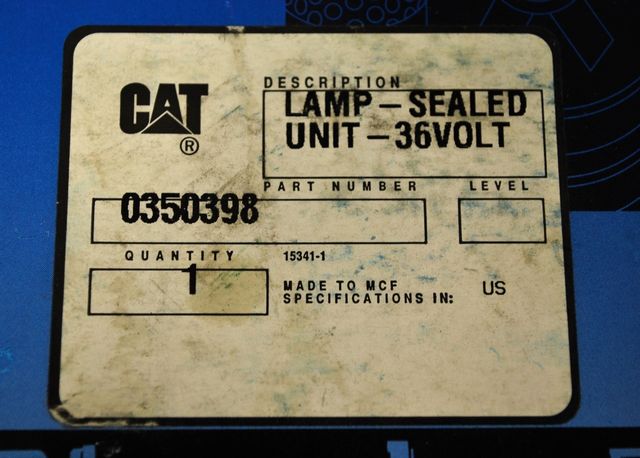 CAT®
DESCRIPTION
LAMP-SEALED
UNIT-36VOLT
PART NUMBER LEVEL
0350398
QUANTITY 15341-1
1
MADE TO MCF
SPECIFICATIONS IN: US